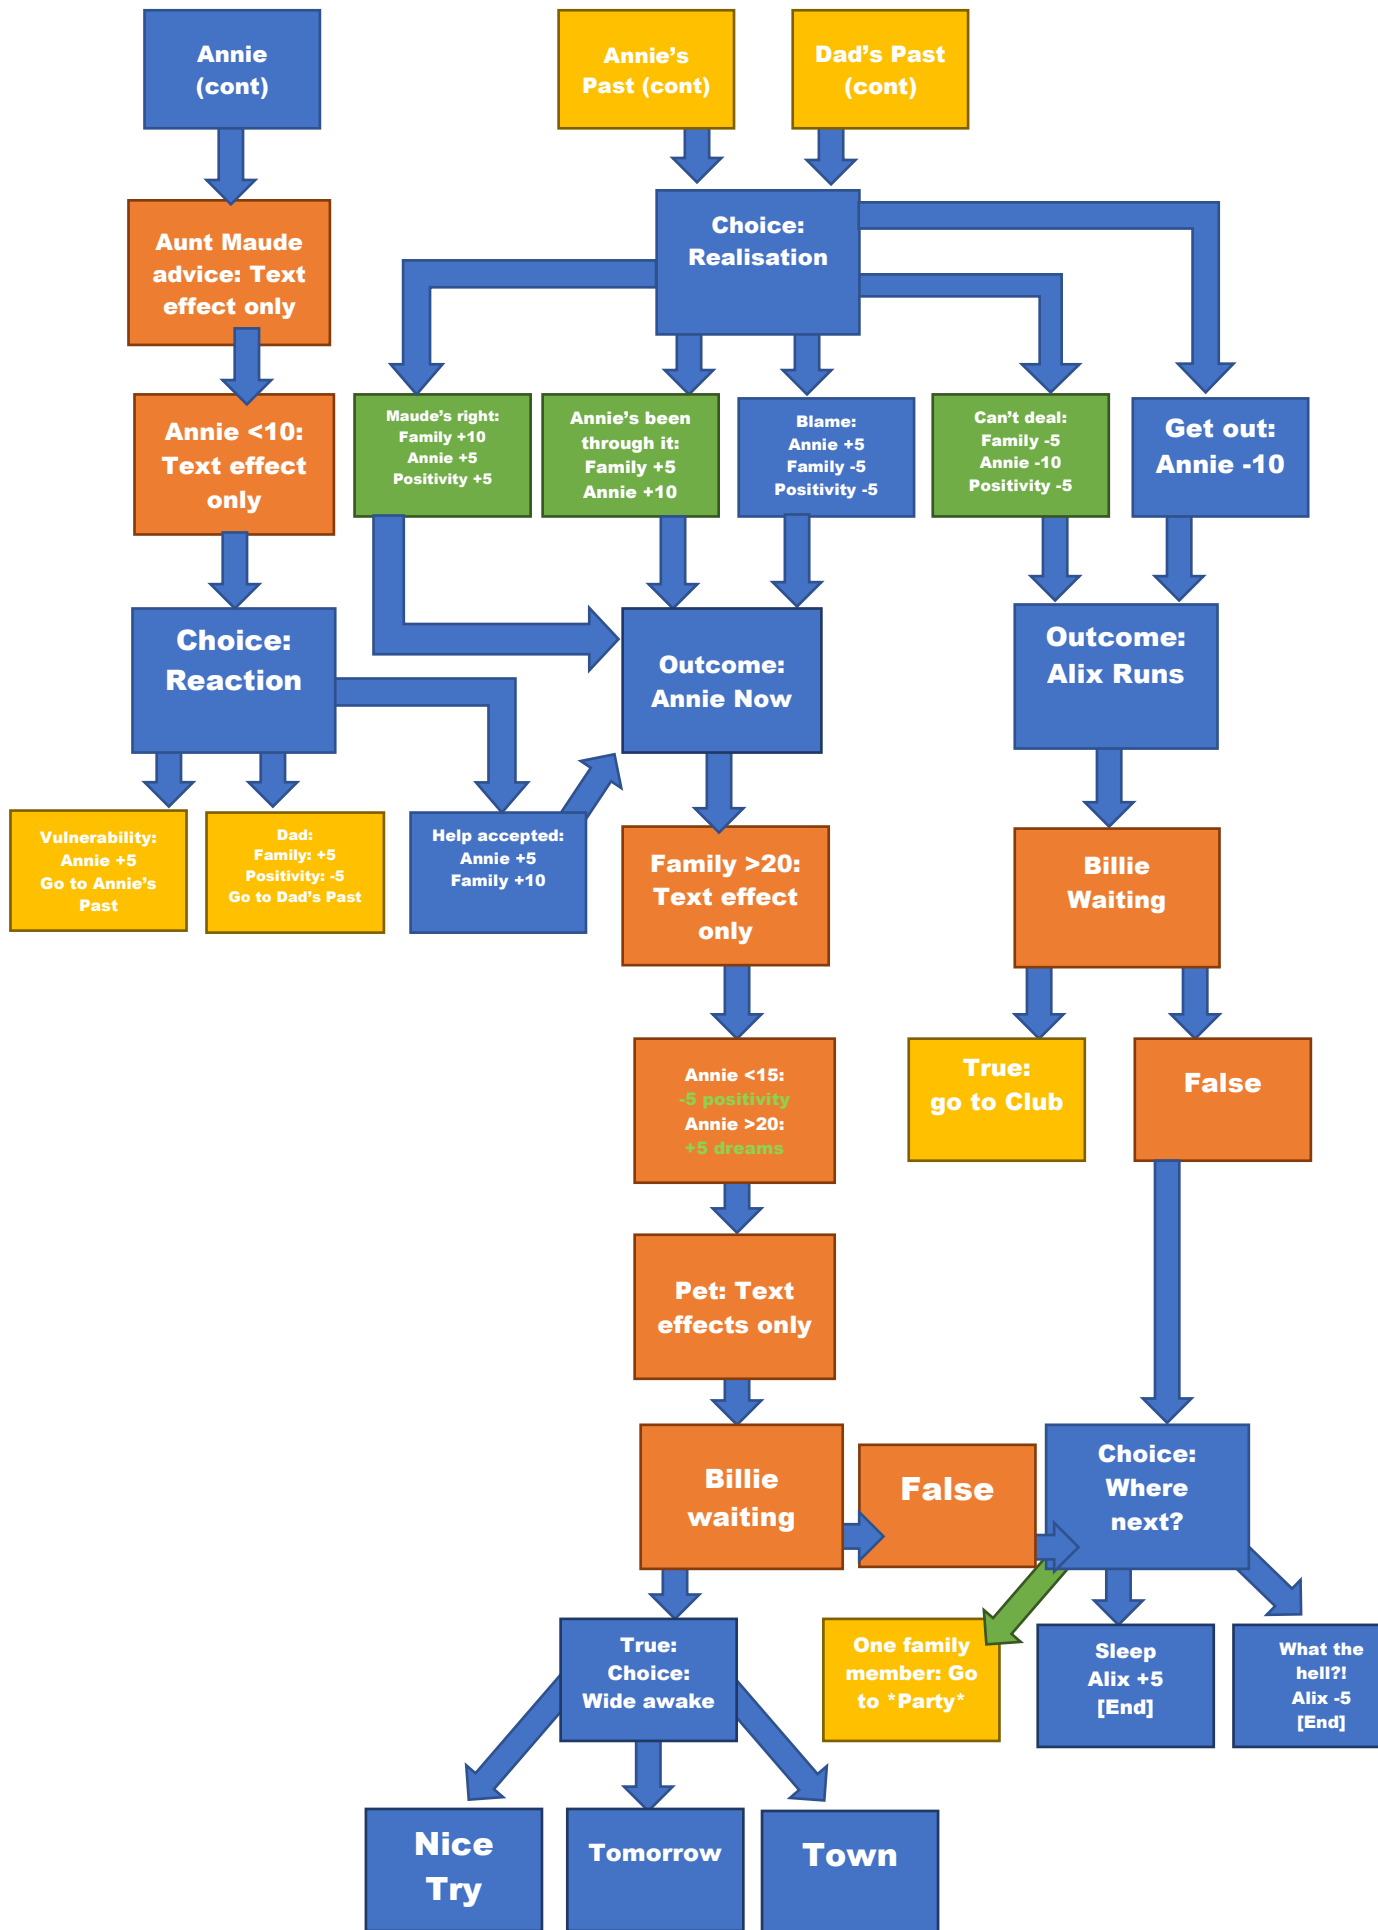 Annie
(cont)
Annie's
Past (cont)
Dad's Past
(cont)
Aunt Maude
advice: Text
effect only
Choice:
Realisation
Annie <10:
Text effect
only
Maude's right:
Family +10
Annie +5
Positivity +5
Annie's been
through it:
Family +5
Annie +10
Blame:
Annie +5
Family -5
Positivity -5
Can't deal:
Family -5
Annie -10
Positivity -5
Get out:
Annie -10
Choice:
Reaction
Outcome:
Annie Now
Outcome:
Alix Runs
Vulnerability:
Annie +5
Go to Annie's
Past
Dad:
Family: +5
Positivity: -5
Go to Dad's Past
Help accepted:
Annie +5
Family +10
Family >20:
Text effect
only
Billie
Waiting
Annie <15:
-5 positivity
Annie >20:
+5 dreams
True:
go to Club
False
Pet: Text
effects only
Billie
waiting
False
Choice:
Where
next?
True:
Choice:
Wide awake
One family
member: Go
to *Party*
Sleep
Alix +5
[End]
What the
hell?!
Alix -5
[End]
Nice
Try
Tomorrow
Town